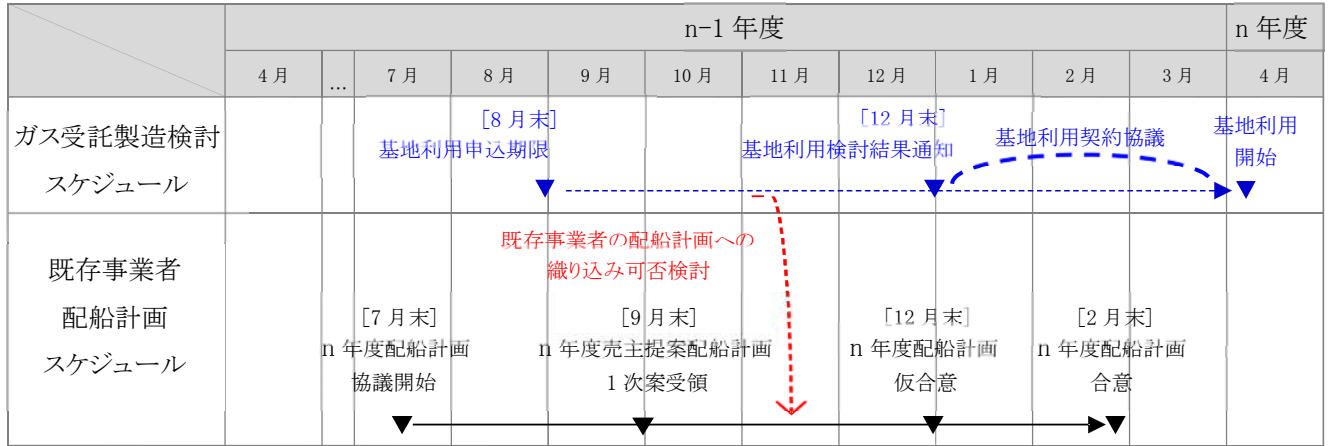 n-1 年度
n 年度
4 月
…
7 月
8 月
9 月
10 月
11 月
12 月
1 月
2 月
3 月
4 月
ガス受託製造検討
スケジュール
[8 月末]
基地利用申込期限
[12 月末]
基地利用検討結果通知
基地利用契約協議
基地利用
開始
既存事業者の配船計画への
織り込み可否検討
既存事業者
配船計画
スケジュール
[7 月末]
n 年度配船計画
協議開始
[9 月末]
n 年度売主提案配船計画
1 次案受領
[12 月末]
n 年度配船計画
仮合意
[2 月末]
n 年度配船計画
合意